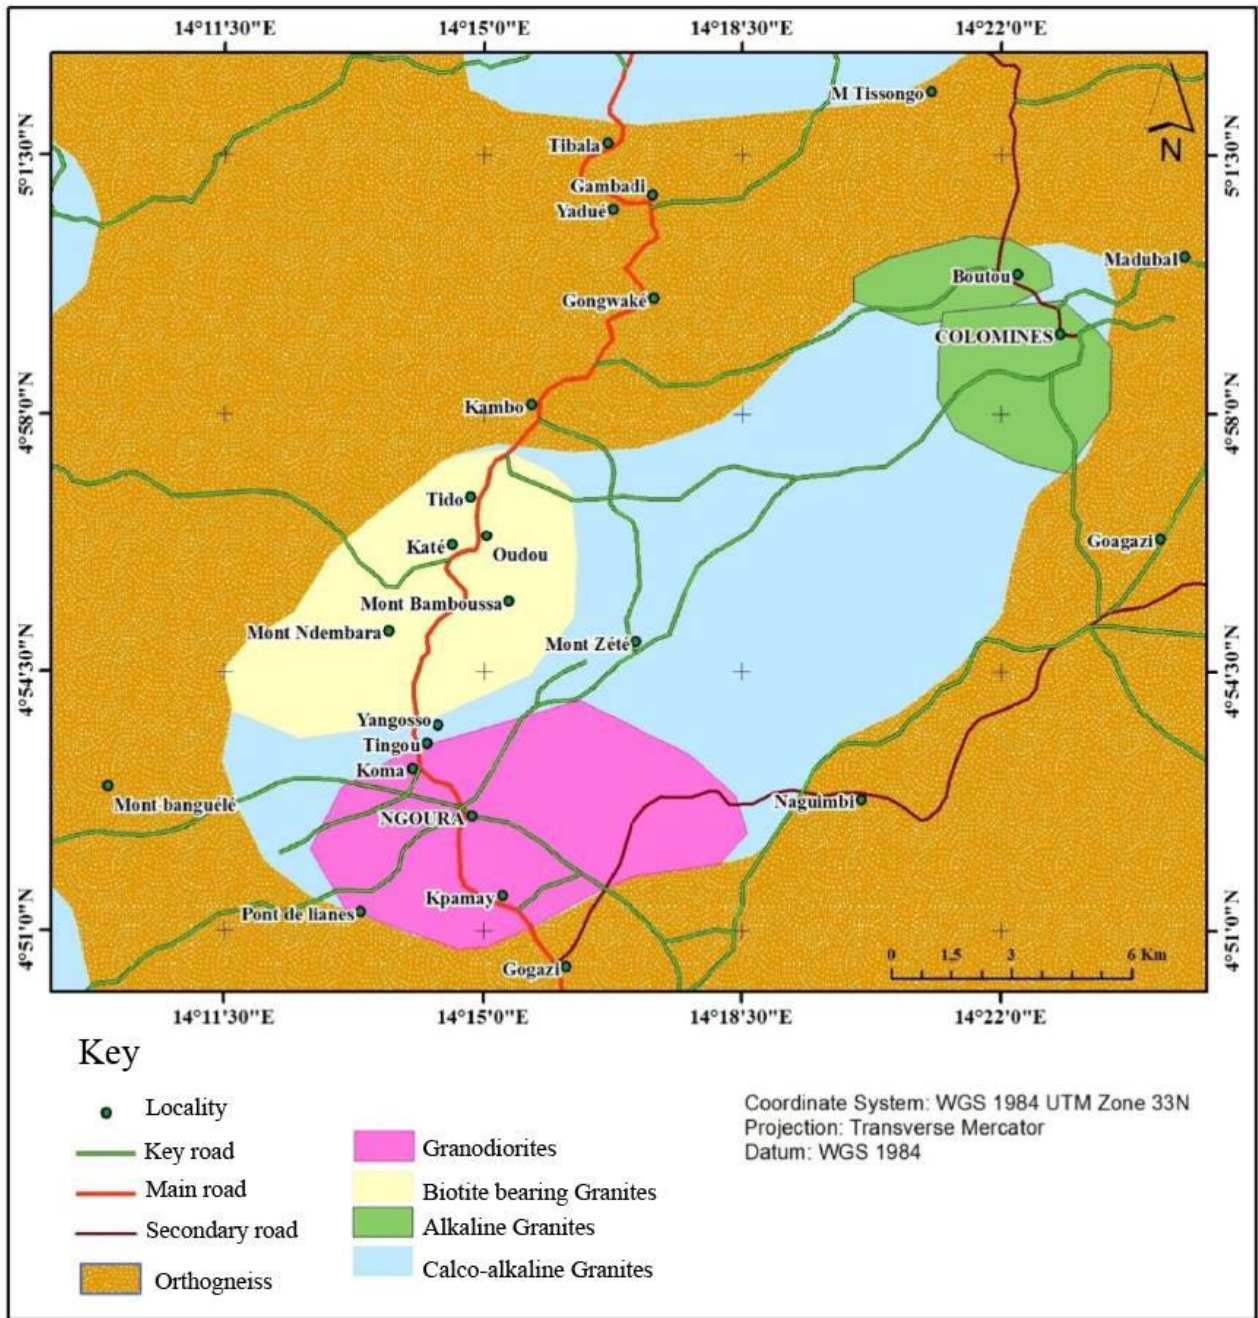 14°11'30"E 14°15'0"E 14°18'30"E 14°22'0"E
M Tissongo
5°1'30"N
Tibala
5°1'30"N
N
Gambadi
Yadué
Madubal
Boutou
Gongwaké
COLOMINES
4°58'0"N
Kambo
4°58'0"N
Tido
Katé
Oudou
Goagazi
Mont Bamboussa
Mont Ndembara
Mont Zété
4°54'30"N
4°54'30"N
Yangosso
Tingou
Koma
Mont banguélé
Naguimbi
NGOURA
Kpamay
Pont de lianes
4°51'0"N
4°51'0"N
0 1.5 3 6 Km
Gogazi
14°11'30"E 14°15'0"E 14°18'30"E 14°22'0"E
Key
Locality
Key road
Main road
Secondary road
Orthogneiss
Granodiorites
Biotite bearing Granites
Alkaline Granites
Calco-alkaline Granites
Coordinate System: WGS 1984 UTM Zone 33N
Projection: Transverse Mercator
Datum: WGS 1984